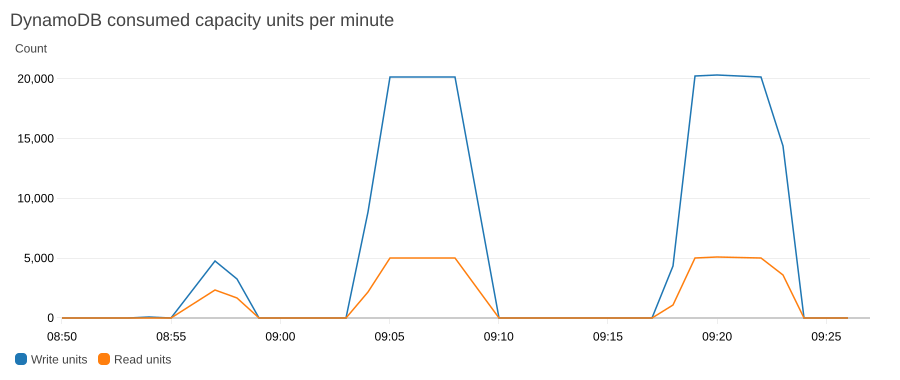 DynamoDB consumed capacity units per minute
Count
20,000
15,000
10,000
5,000
0
08:50 08:55 09:00 09:05 09:10 09:15 09:20 09:25
Write units Read units